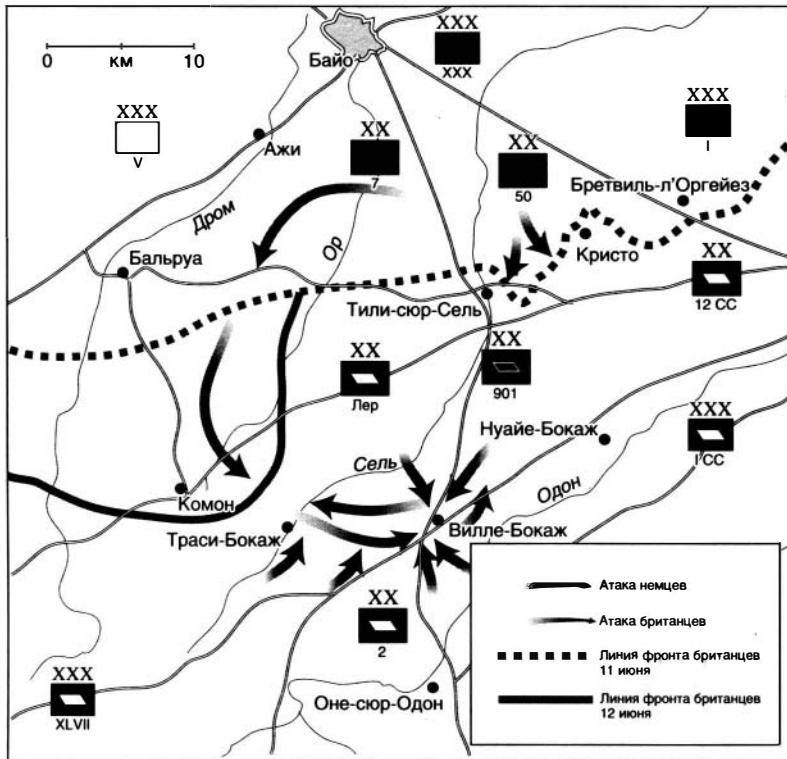 0 10
км
Байо
XXX
XXX
XXX
V
XXX
I
Ажи
XX
7
XX
50
Бретвиль-л'Оргейез
Дром
Ор
Кристо
Бальруа
XX
12 СС
Тили-сюр-Сель
XX
Лер
XX
901
Нуайе-Бокаж
XXX
I СС
Сель
Одон
Комон
Траси-Бокаж
Вилле-Бокаж
XX
2
XXX
XLVII
Оне-сюр-Одон
Атака немцев
Атака британцев
Линия фронта британцев
11 июня
Линия фронта британцев
12 июня